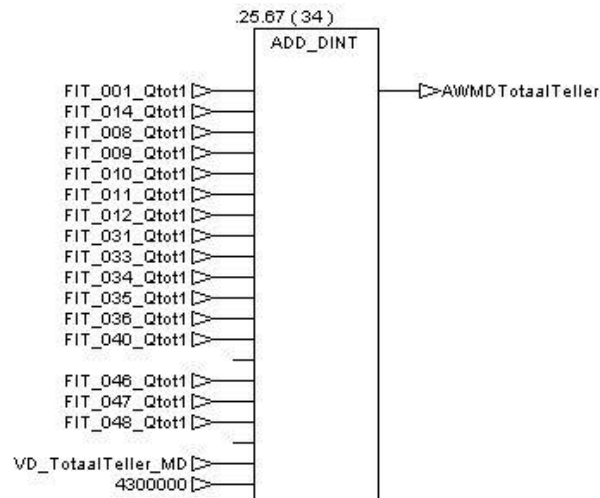 .25.67 ( 34 )
ADD_DINT
FIT_001_Qtot1
AWMDTotaalTeller
FIT_014_Qtot1
FIT_008_Qtot1
FIT_009_Qtot1
FIT_010_Qtot1
FIT_011_Qtot1
FIT_012_Qtot1
FIT_031_Qtot1
FIT_033_Qtot1
FIT_034_Qtot1
FIT_035_Qtot1
FIT_036_Qtot1
FIT_040_Qtot1
FIT_046_Qtot1
FIT_047_Qtot1
FIT_048_Qtot1
VD_TotaalTeller_MD
4300000